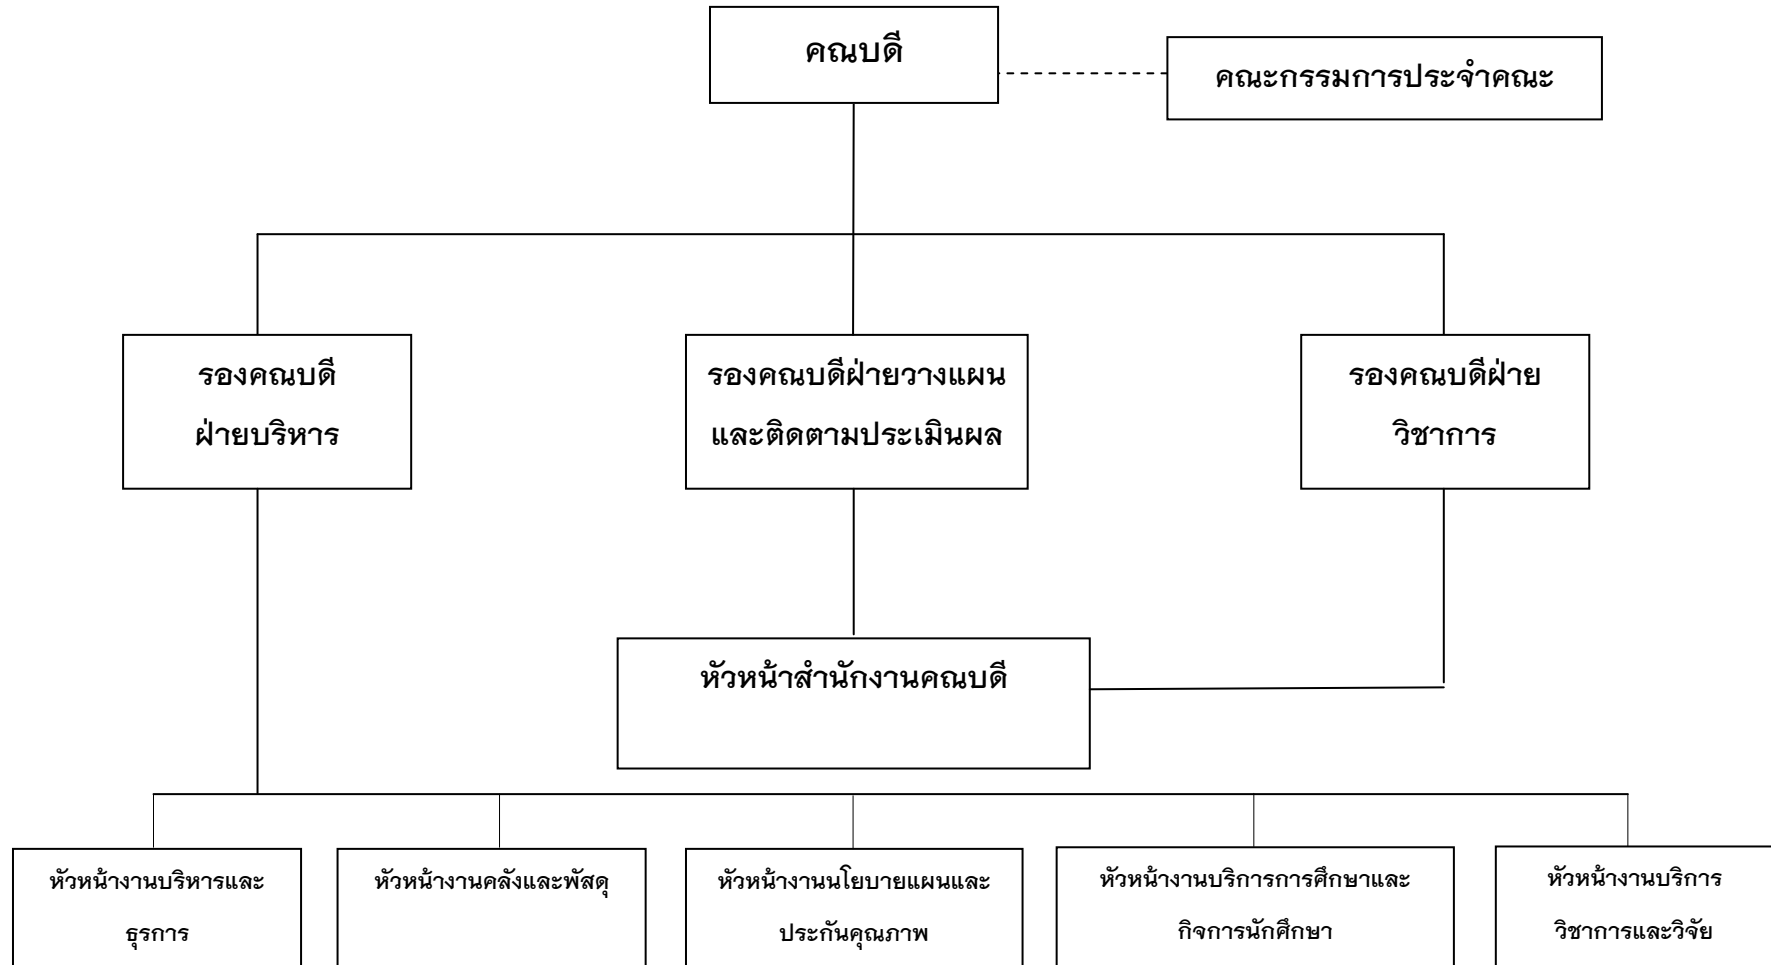 คณบดี
คณะกรรมการประจำคณะ
รองคณบดี
ฝ่ายบริหาร
รองคณบดีฝ่ายวางแผน
และติดตามประเมินผล
รองคณบดีฝ่าย
วิชาการ
หัวหน้าสำนักงานคณบดี
หัวหน้างานบริหารและ
ธุรการ
หัวหน้างานคลังและพัสดุ
หัวหน้างานนโยบายแผนและ
ประกันคุณภาพ
หัวหน้างานบริการการศึกษาและ
กิจการนักศึกษา
หัวหน้างานบริการ
วิชาการและวิจัย